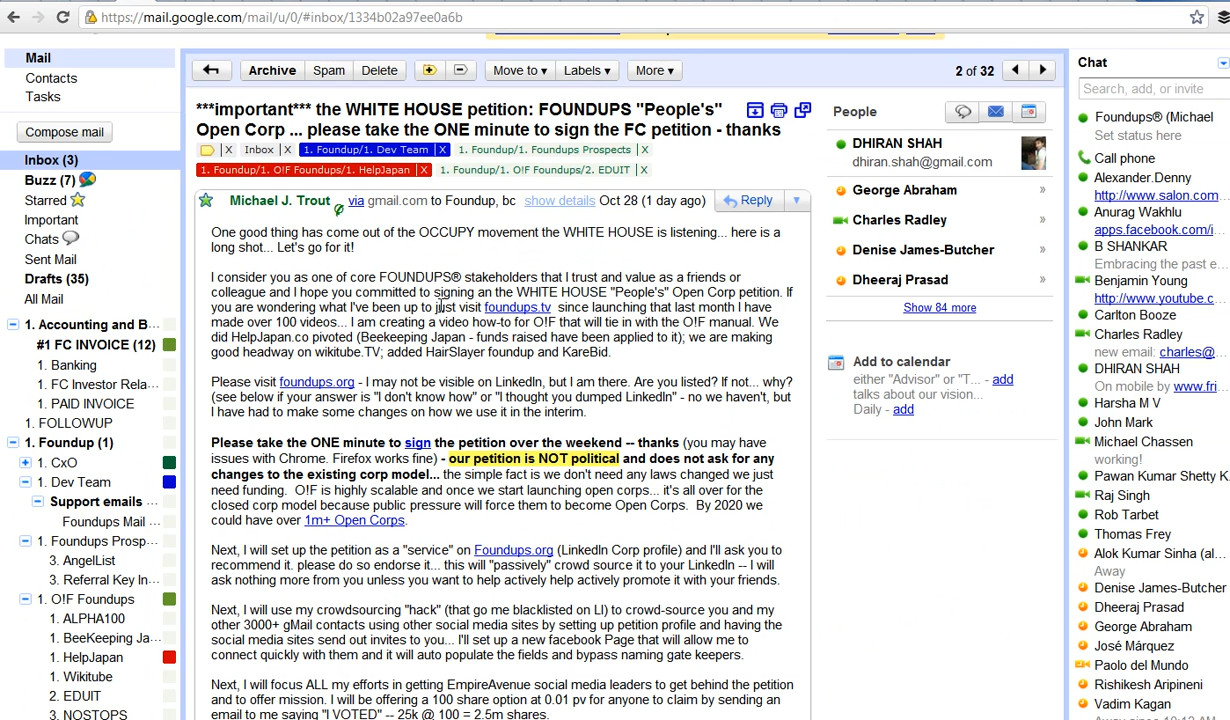 https://mail.google.com/mail/u/0/#inbox/1334b02a97ee0a6b
Mail
Contacts
Tasks
Compose mail
Inbox (3)
Buzz (7)
Starred
Important
Chats
Sent Mail
Drafts (35)
All Mail
1. Accounting and B...
#1 FC INVOICE (12)
1. Banking
1. FC Investor Rela...
1. PAID INVOICE
1. FOLLOWUP
1. Foundup (1)
1. CxO
1. Dev Team
Support emails ...
Foundups Mail ...
1. Foundups Prosp...
3. AngelList
3. Referral Key In...
1. O!F Foundups
1. ALPHA100
1. BeeKeeping Ja...
1. HelpJapan
1. Wikitube
2. EDUIT
3. NOSTOPS
Archive Spam Delete Move to ▾ Labels ▾ More ▾ 2 of 32
***important*** the WHITE HOUSE petition: FOUNDUPS "People's"
Open Corp ... please take the ONE minute to sign the FC petition - thanks
X Inbox X 1. Foundup/1. Dev Team X 1. Foundup/1. Foundups Prospects X
1. Foundup/1. O!F Foundups/1. HelpJapan X 1. Foundup/1. O!F Foundups/2. EDUIT X
Michael J. Trout via gmail.com to Foundup, bc show details Oct 28 (1 day ago) Reply
One good thing has come out of the OCCUPY movement the WHITE HOUSE is listening... here is a
long shot... Let's go for it!
I consider you as one of core FOUNDUPS® stakeholders that I trust and value as a friends or
colleague and I hope you committed to signing an the WHITE HOUSE "People's" Open Corp petition. If
you are wondering what I've been up to just visit foundups.tv since launching that last month I have
made over 100 videos... I am creating a video how-to for O!F that will tie in with the O!F manual. We
did HelpJapan.co pivoted (Beekeeping Japan - funds raised have been applied to it); we are making
good headway on wikitube.TV; added HairSlayer foundup and KareBid.
Please visit foundups.org - I may not be visible on LinkedIn, but I am there. Are you listed? If not... why?
(see below if your answer is "I don't know how" or "I thought you dumped LinkedIn" - no we haven't, but
I have had to make some changes on how we use it in the interim.
Please take the ONE minute to sign the petition over the weekend -- thanks (you may have
issues with Chrome. Firefox works fine) - our petition is NOT political and does not ask for any
changes to the existing corp model... the simple fact is we don't need any laws changed we just
need funding. O!F is highly scalable and once we start launching open corps... it's all over for the
closed corp model because public pressure will force them to become Open Corps. By 2020 we
could have over 1m+ Open Corps.
Next, I will set up the petition as a "service" on Foundups.org (LinkedIn Corp profile) and I'll ask you to
recommend it. please do so endorse it... this will "passively" crowd source it to your LinkedIn -- I will
ask nothing more from you unless you want to help actively help actively promote it with your friends.
Next, I will use my crowdsourcing "hack" (that go me blacklisted on LI) to crowd-source you and my
other 3000+ gMail contacts using other social media sites by setting up petition profile and having the
social media sites send out invites to you... I'll set up a new facebook Page that will allow me to
connect quickly with them and it will auto populate the fields and bypass naming gate keepers.
Next, I will focus ALL my efforts in getting EmpireAvenue social media leaders to get behind the petition
and to offer mission. I will be offering a 100 share option at 0.01 pv for anyone to claim by sending an
email to me saying "I VOTED" -- 25k @ 100 = 2.5m shares.
People
DHIRAN SHAH
dhiran.shah@gmail.com
George Abraham »
Charles Radley »
Denise James-Butcher »
Dheeraj Prasad »
Show 84 more
Add to calendar
either "Advisor" or "T... - add
talks about our vision...
Daily - add
Chat
Search, add, or invite
Foundups® (Michael
Set status here
Call phone
Alexander.Denny
http://www.salon.com...
Anurag Wakhlu
apps.facebook.com/i...
B SHANKAR
Embracing the past e...
Benjamin Young
http://www.youtube.c...
Carlton Booze
Charles Radley
new email: charles@...
DHIRAN SHAH
On mobile by www.fri...
Harsha M V
John Mark
Michael Chassen
working!
Pawan Kumar Shetty K.
Raj Singh
Rob Tarbet
Thomas Frey
Alok Kumar Sinha (al...
Away
Denise James-Butcher
Dheeraj Prasad
George Abraham
José Márquez
Paolo del Mundo
Rishikesh Aripineni
Vadim Kagan